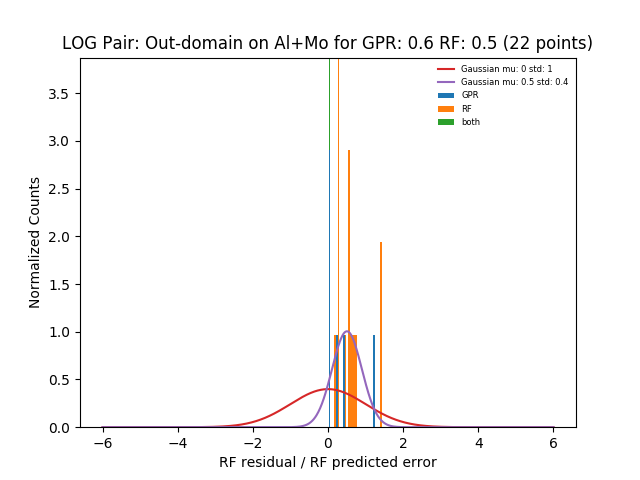 LOG Pair: Out-domain on Al+Mo for GPR: 0.6 RF: 0.5 (22 points)
Gaussian mu: 0 std: 1
Gaussian mu: 0.5 std: 0.4
GPR
RF
both
Normalized Counts
3.5
3.0
2.5
2.0
1.5
1.0
0.5
0.0
−6 −4 −2 0 2 4 6
RF residual / RF predicted error